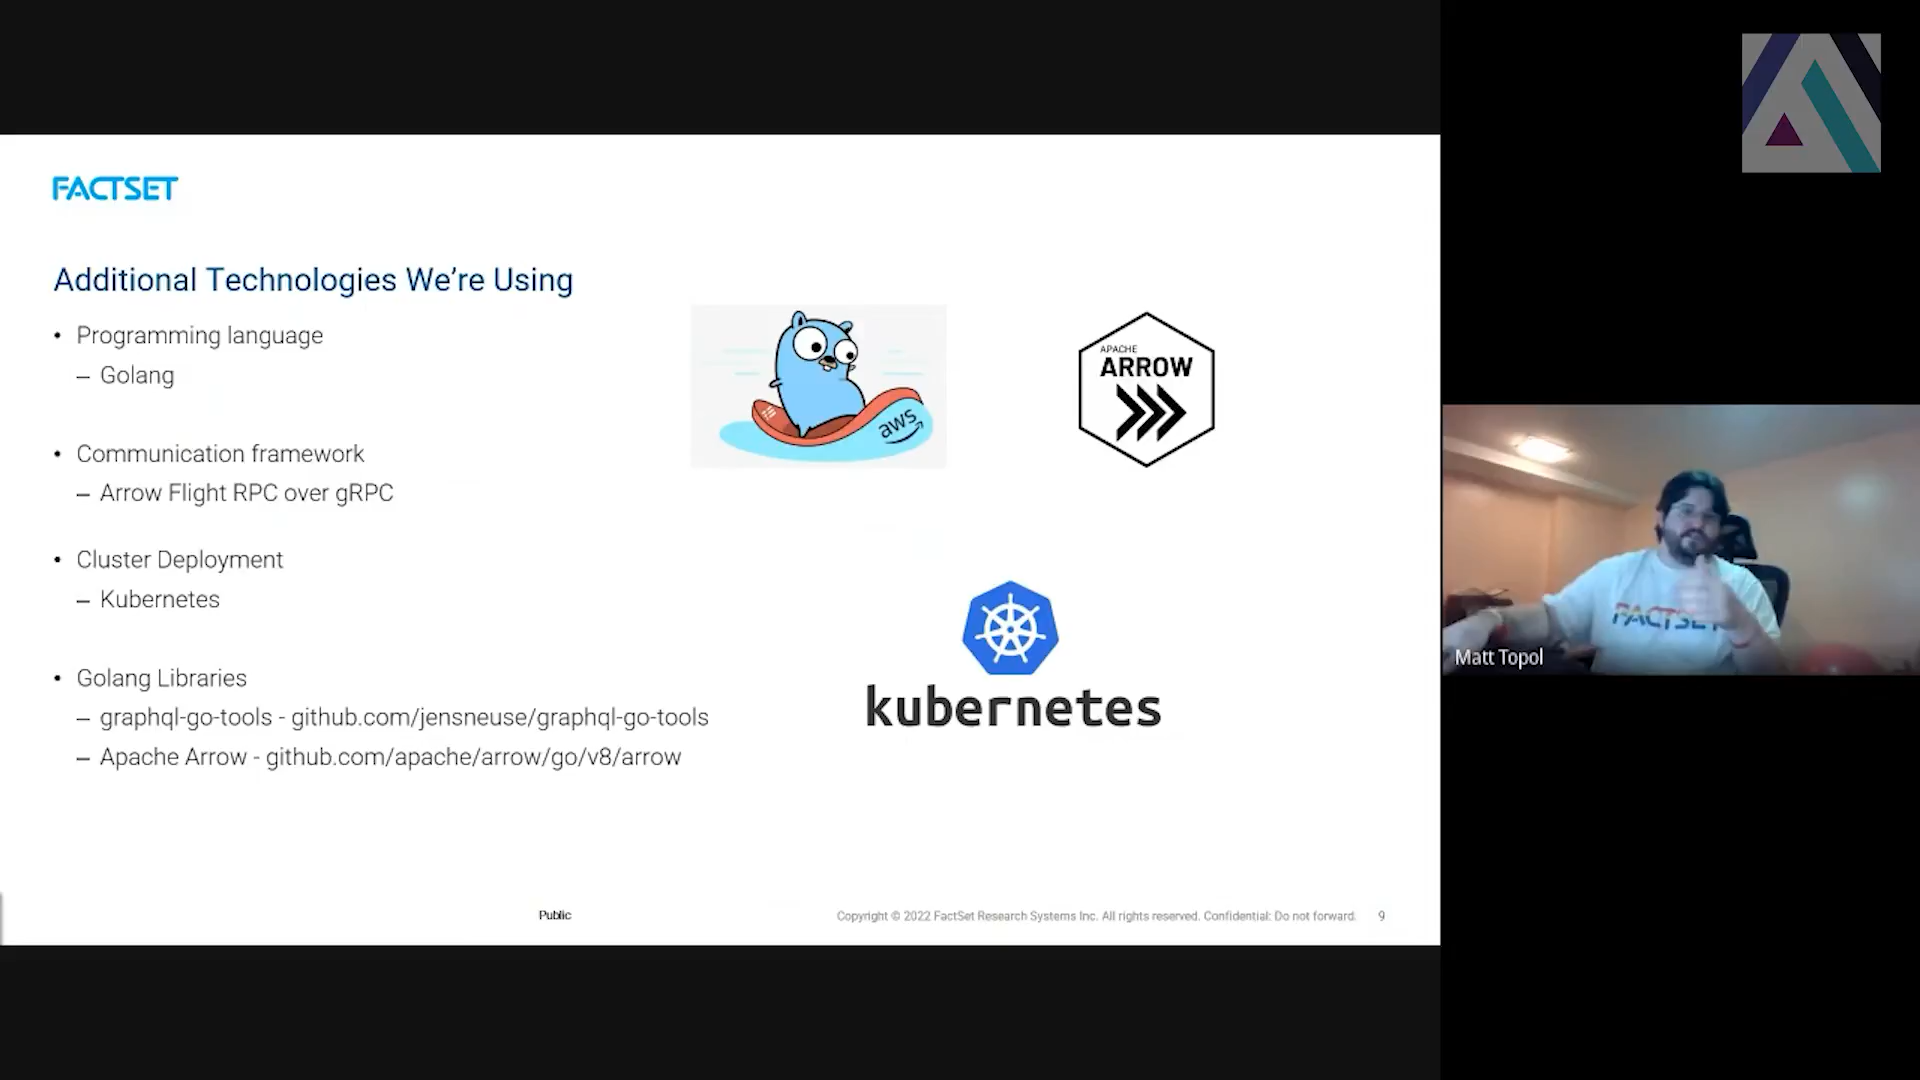 FACTSET
Additional Technologies We're Using
• Programming language
– Golang
aws
APACHE
ARROW
• Communication framework
– Arrow Flight RPC over gRPC
• Cluster Deployment
– Kubernetes
kubernetes
• Golang Libraries
– graphql-go-tools - github.com/jensneuse/graphql-go-tools
– Apache Arrow - github.com/apache/arrow/go/v8/arrow
Public
Copyright © 2022 FactSet Research Systems Inc. All rights reserved. Confidential: Do not forward.
9
FACTSET
Matt Topol